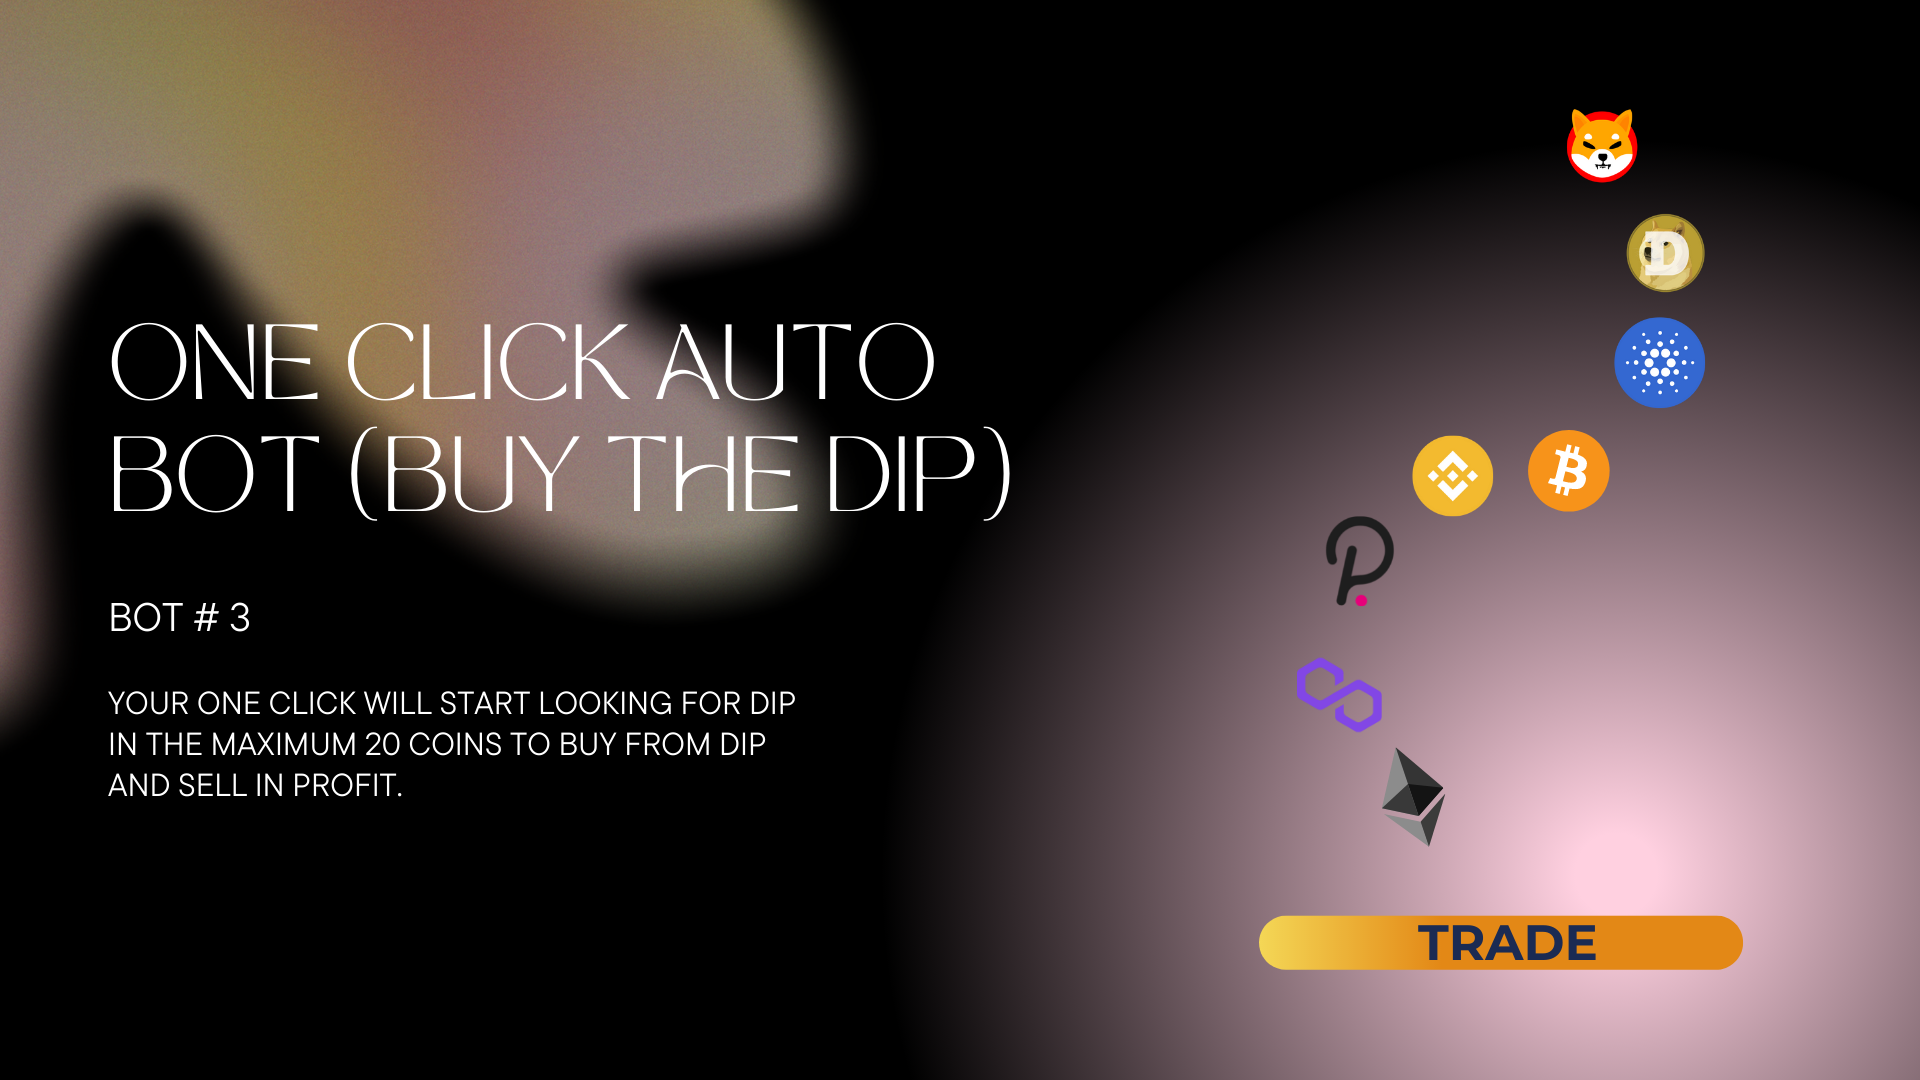 ONE CLICK AUTO
BOT (BUY THE DIP)
BOT # 3
YOUR ONE CLICK WILL START LOOKING FOR DIP
IN THE MAXIMUM 20 COINS TO BUY FROM DIP
AND SELL IN PROFIT.
TRADE